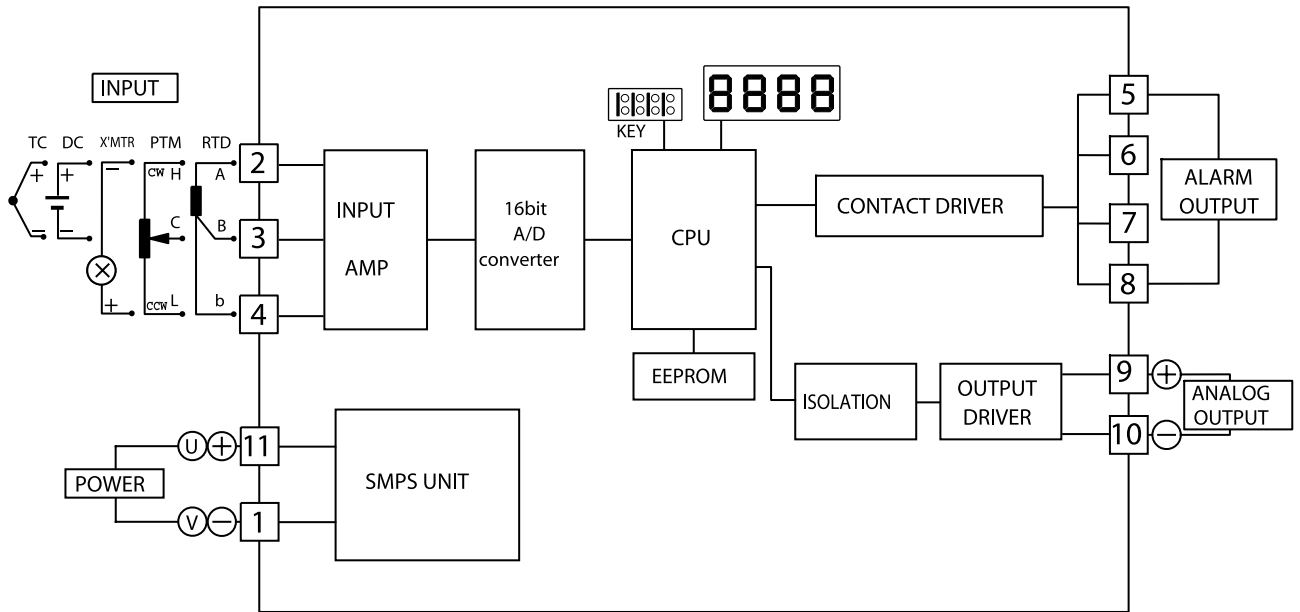 INPUT
TC DC X'MTR PTM RTD
+ + − CW H A
C B
− − + CCW L b
2
3
4
11
1
U +
V −
POWER
INPUT
AMP
16bit
A/D
converter
KEY
8888
CPU
EEPROM
SMPS UNIT
CONTACT DRIVER
ISOLATION
OUTPUT
DRIVER
5
6
7
8
ALARM
OUTPUT
9 +
10 −
ANALOG
OUTPUT